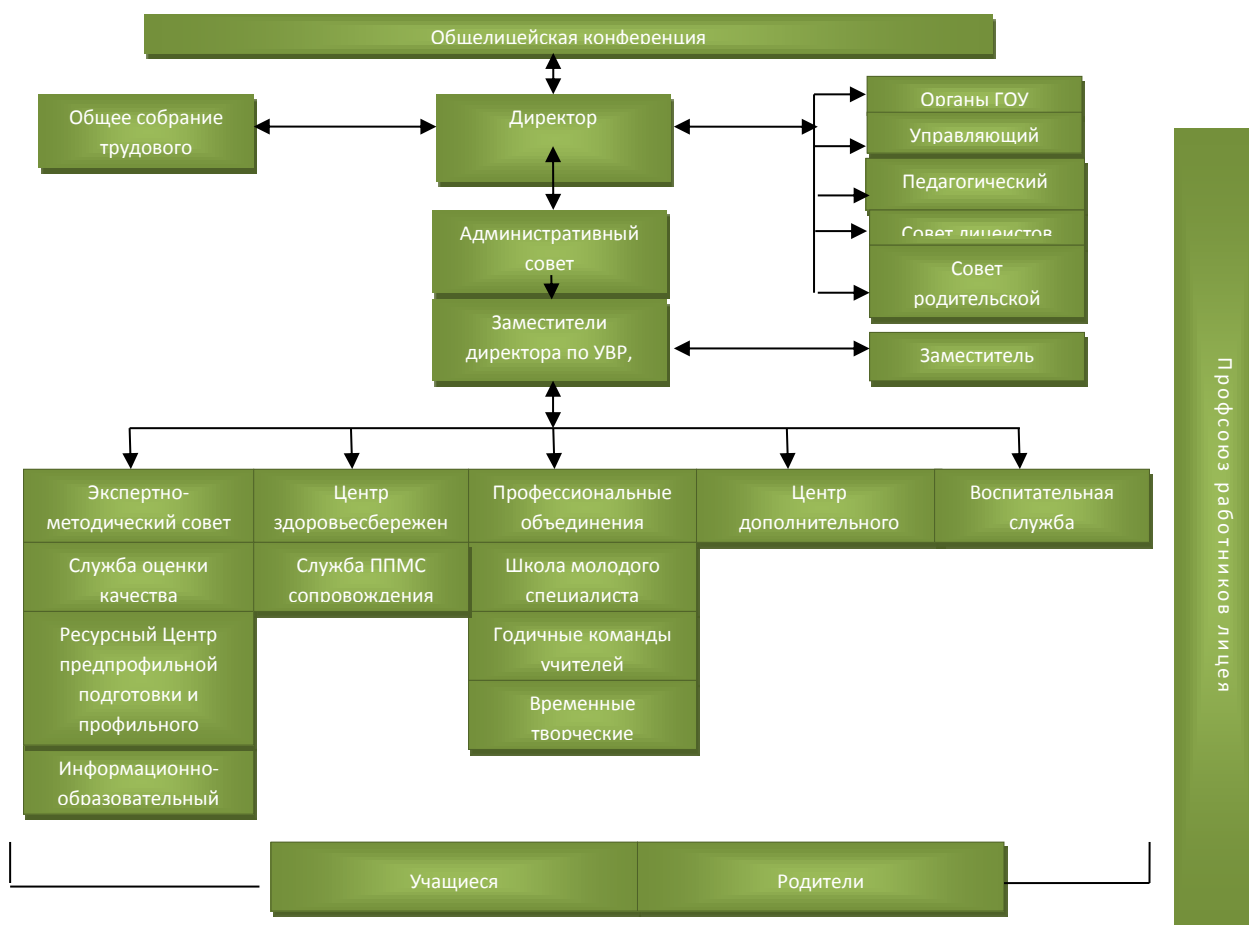 Общелицейская конференция
Общее собрание
трудового
Директор
Органы ГОУ
Управляющий
Педагогический
Совет лицеистов
Совет
родительской
Административный
совет
Заместители
директора по УВР,
Заместитель
Экспертно-
методический совет
Центр
здоровьесбережен
Профессиональные
объединения
Центр
дополнительного
Воспитательная
служба
Служба оценки
качества
Служба ППМС
сопровождения
Школа молодого
специалиста
Ресурсный Центр
предпрофильной
подготовки и
профильного
Годичные команды
учителей
Временные
творческие
Информационно-
образовательный
Учащиеся
Родители
Профсоюз работников лицея